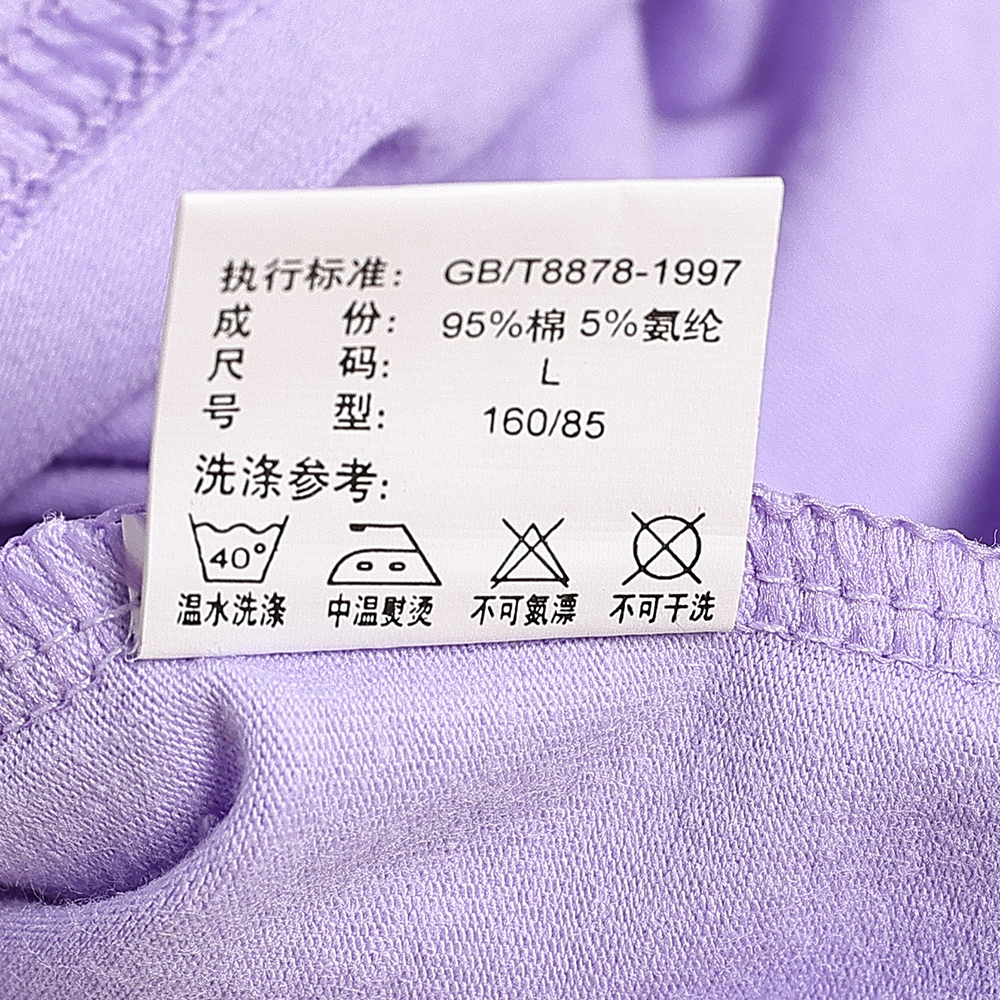 执行标准: GB/T8878-1997
成 份: 95%棉 5%氨纶
尺 码: L
号 型: 160/85
洗涤参考:
40°
温水洗涤 中温熨烫 不可氨漂 不可干洗